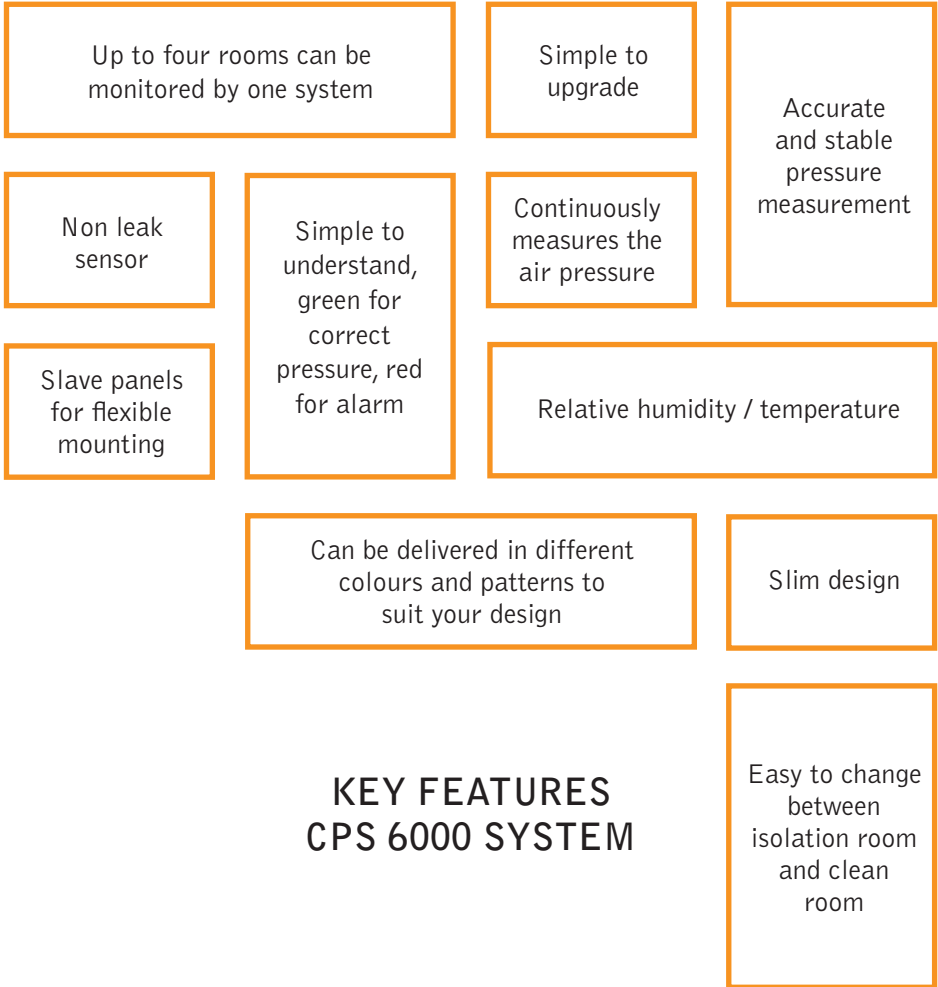 Up to four rooms can be
monitored by one system
Simple to
upgrade
Accurate
and stable
pressure
measurement
Non leak
sensor
Simple to
understand,
green for
correct
pressure, red
for alarm
Continuously
measures the
air pressure
Slave panels
for flexible
mounting
Relative humidity / temperature
Can be delivered in different
colours and patterns to
suit your design
Slim design
KEY FEATURES
CPS 6000 SYSTEM
Easy to change
between
isolation room
and clean
room